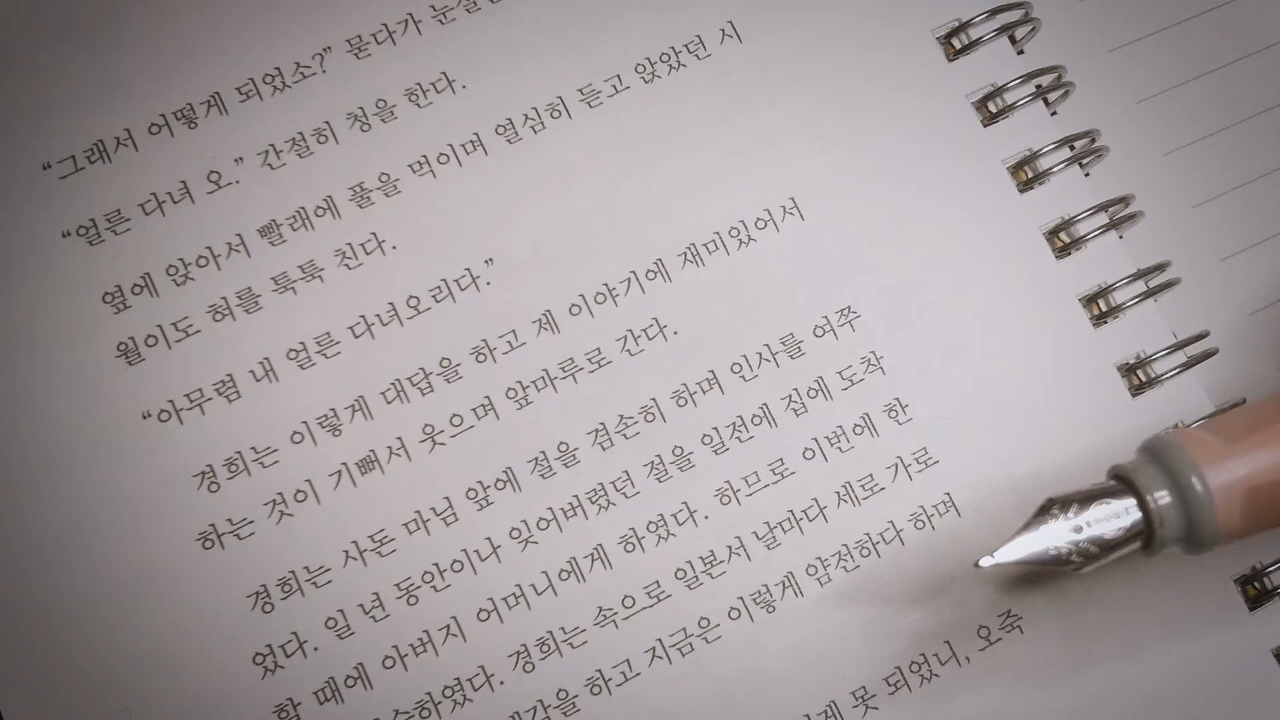 “그래서 어떻게 되었소?” 묻다가
“얼른 다녀 오.” 간절히 청을 한다.
옆에 앉아서 빨래에 풀을 먹이며 열심히 듣고 앉았던 시
월이도 혀를 툭툭 친다.
“아무렴 내 얼른 다녀오리다.”
경희는 이렇게 대답을 하고 제 이야기에 재미있어서
하는 것이 기뻐서 웃으며 앞마루로 간다.
경희는 사돈 마님 앞에 절을 겸손히 하며 인사를 여쭈
었다. 일 년 동안이나 잊어버렸던 절을 일전에 집에 도착
할 때에 아버지 어머니에게 하였다. 하므로 이번에 한
하였다. 경희는 속으로 일본서 날마다 세로 가로
하고 지금은 이렇게 얌전하다 하며
못 되었니, 오죽